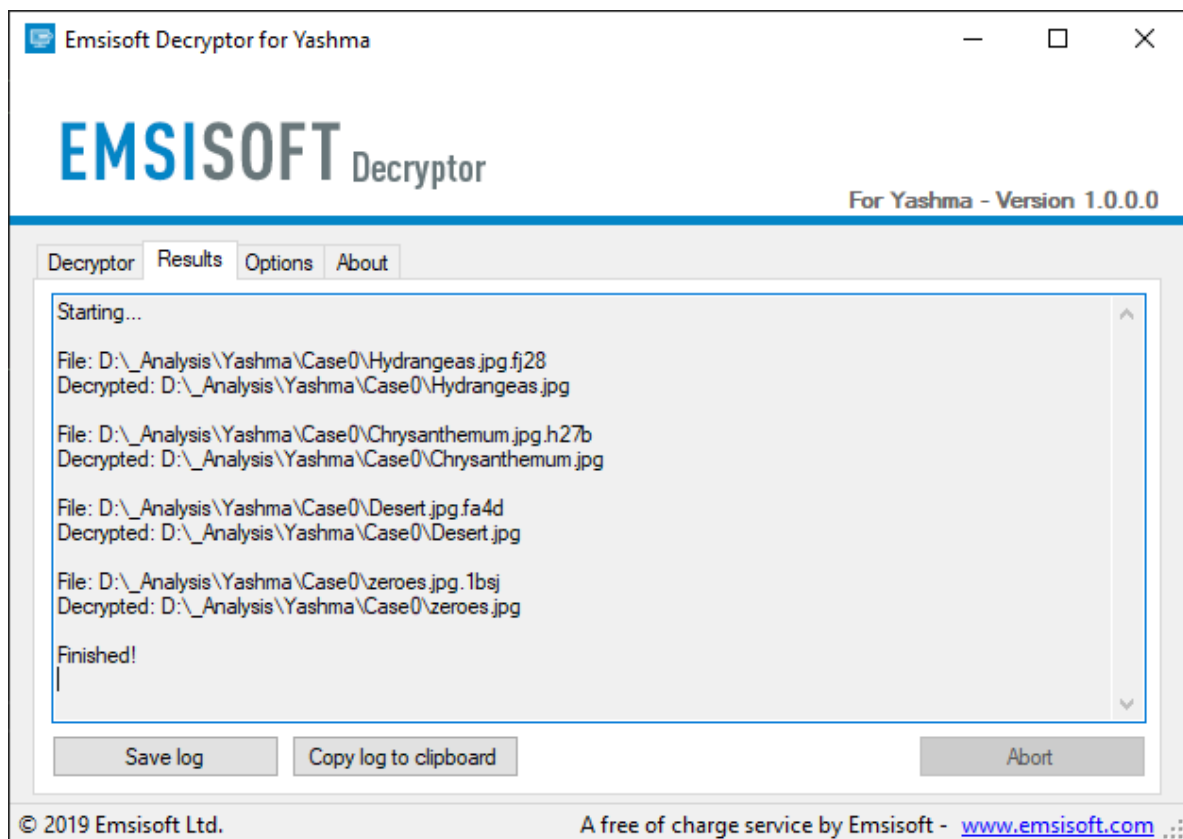 Emsisoft Decryptor for Yashma
EMSISOFT Decryptor
For Yashma - Version 1.0.0.0
Decryptor Results Options About
Starting...
File: D:\_Analysis\Yashma\Case0\Hydrangeas.jpg.fj28
Decrypted: D:\_Analysis\Yashma\Case0\Hydrangeas.jpg
File: D:\_Analysis\Yashma\Case0\Chrysanthemum.jpg.h27b
Decrypted: D:\_Analysis\Yashma\Case0\Chrysanthemum.jpg
File: D:\_Analysis\Yashma\Case0\Desert.jpg.fa4d
Decrypted: D:\_Analysis\Yashma\Case0\Desert.jpg
File: D:\_Analysis\Yashma\Case0\zeroes.jpg.1bsj
Decrypted: D:\_Analysis\Yashma\Case0\zeroes.jpg
Finished!
Save log Copy log to clipboard Abort
© 2019 Emsisoft Ltd. A free of charge service by Emsisoft - www.emsisoft.com